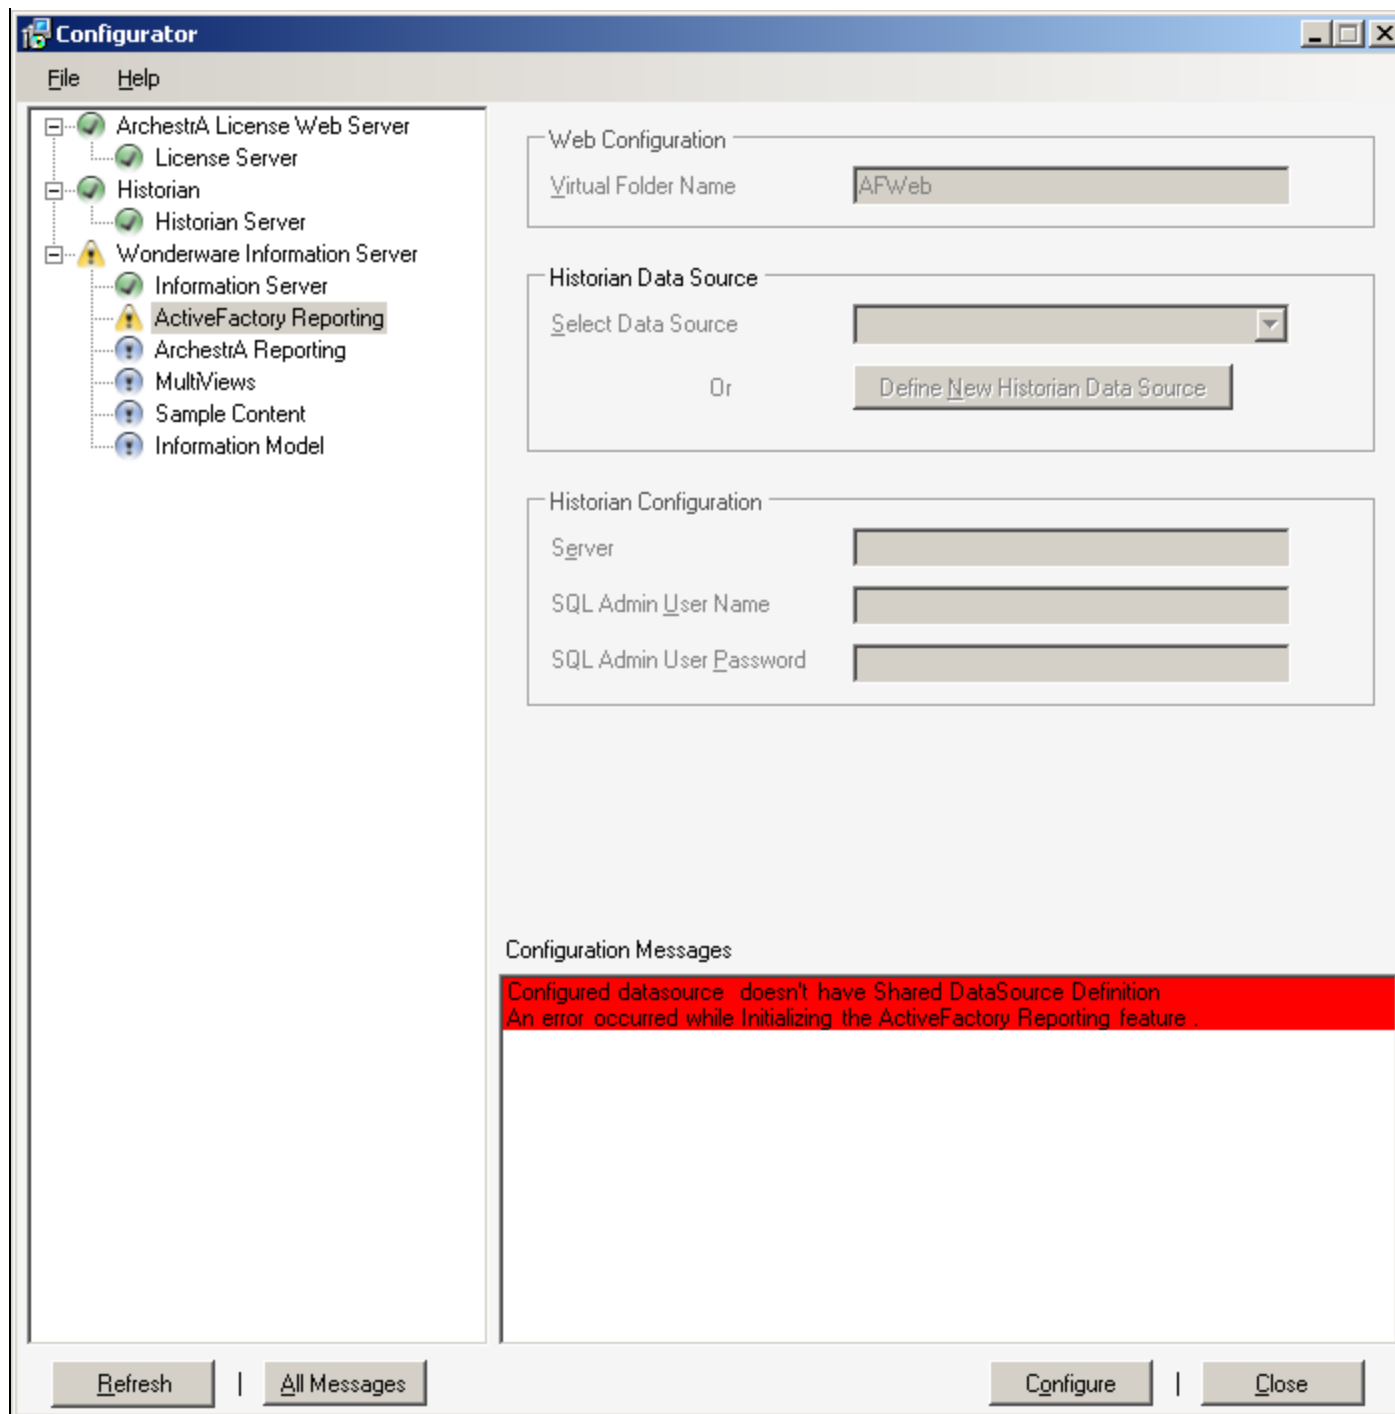 Configurator
File Help
ArchestrA License Web Server
License Server
Historian
Historian Server
Wonderware Information Server
Information Server
ActiveFactory Reporting
ArchestrA Reporting
MultiViews
Sample Content
Information Model
Web Configuration
Virtual Folder Name AFWeb
Historian Data Source
Select Data Source
Or Define New Historian Data Source
Historian Configuration
Server
SQL Admin User Name
SQL Admin User Password
Configuration Messages
Configured datasource  doesn't have Shared DataSource Definition
An error occurred while Initializing the ActiveFactory Reporting feature .
Refresh | All Messages Configure | Close